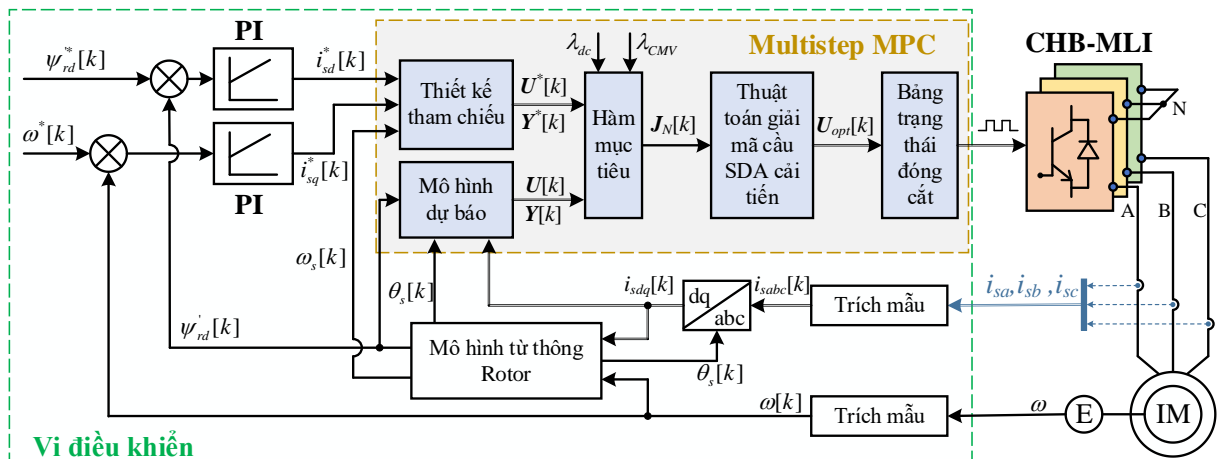 PI
ψ'*rd[k]
i*sd[k]
ω*[k]
i*sq[k]
PI
λdc
λCMV
Multistep MPC
Thiết kế
tham chiếu
U*[k]
Y*[k]
Hàm
mục
tiêu
JN[k]
Thuật
toán giải
mã cầu
SDA cải
tiến
Uopt[k]
Bảng
trạng
thái
đóng
cắt
Mô hình
dự báo
U[k]
Y[k]
CHB-MLI
N
A
B
C
ωs[k]
θs[k]
ψ'rd[k]
isdq[k]
dq
abc
isabc[k]
Trích mẫu
isa,isb ,isc
Mô hình từ thông
Rotor
θs[k]
ω[k]
Trích mẫu
ω
E
IM
Vi điều khiển